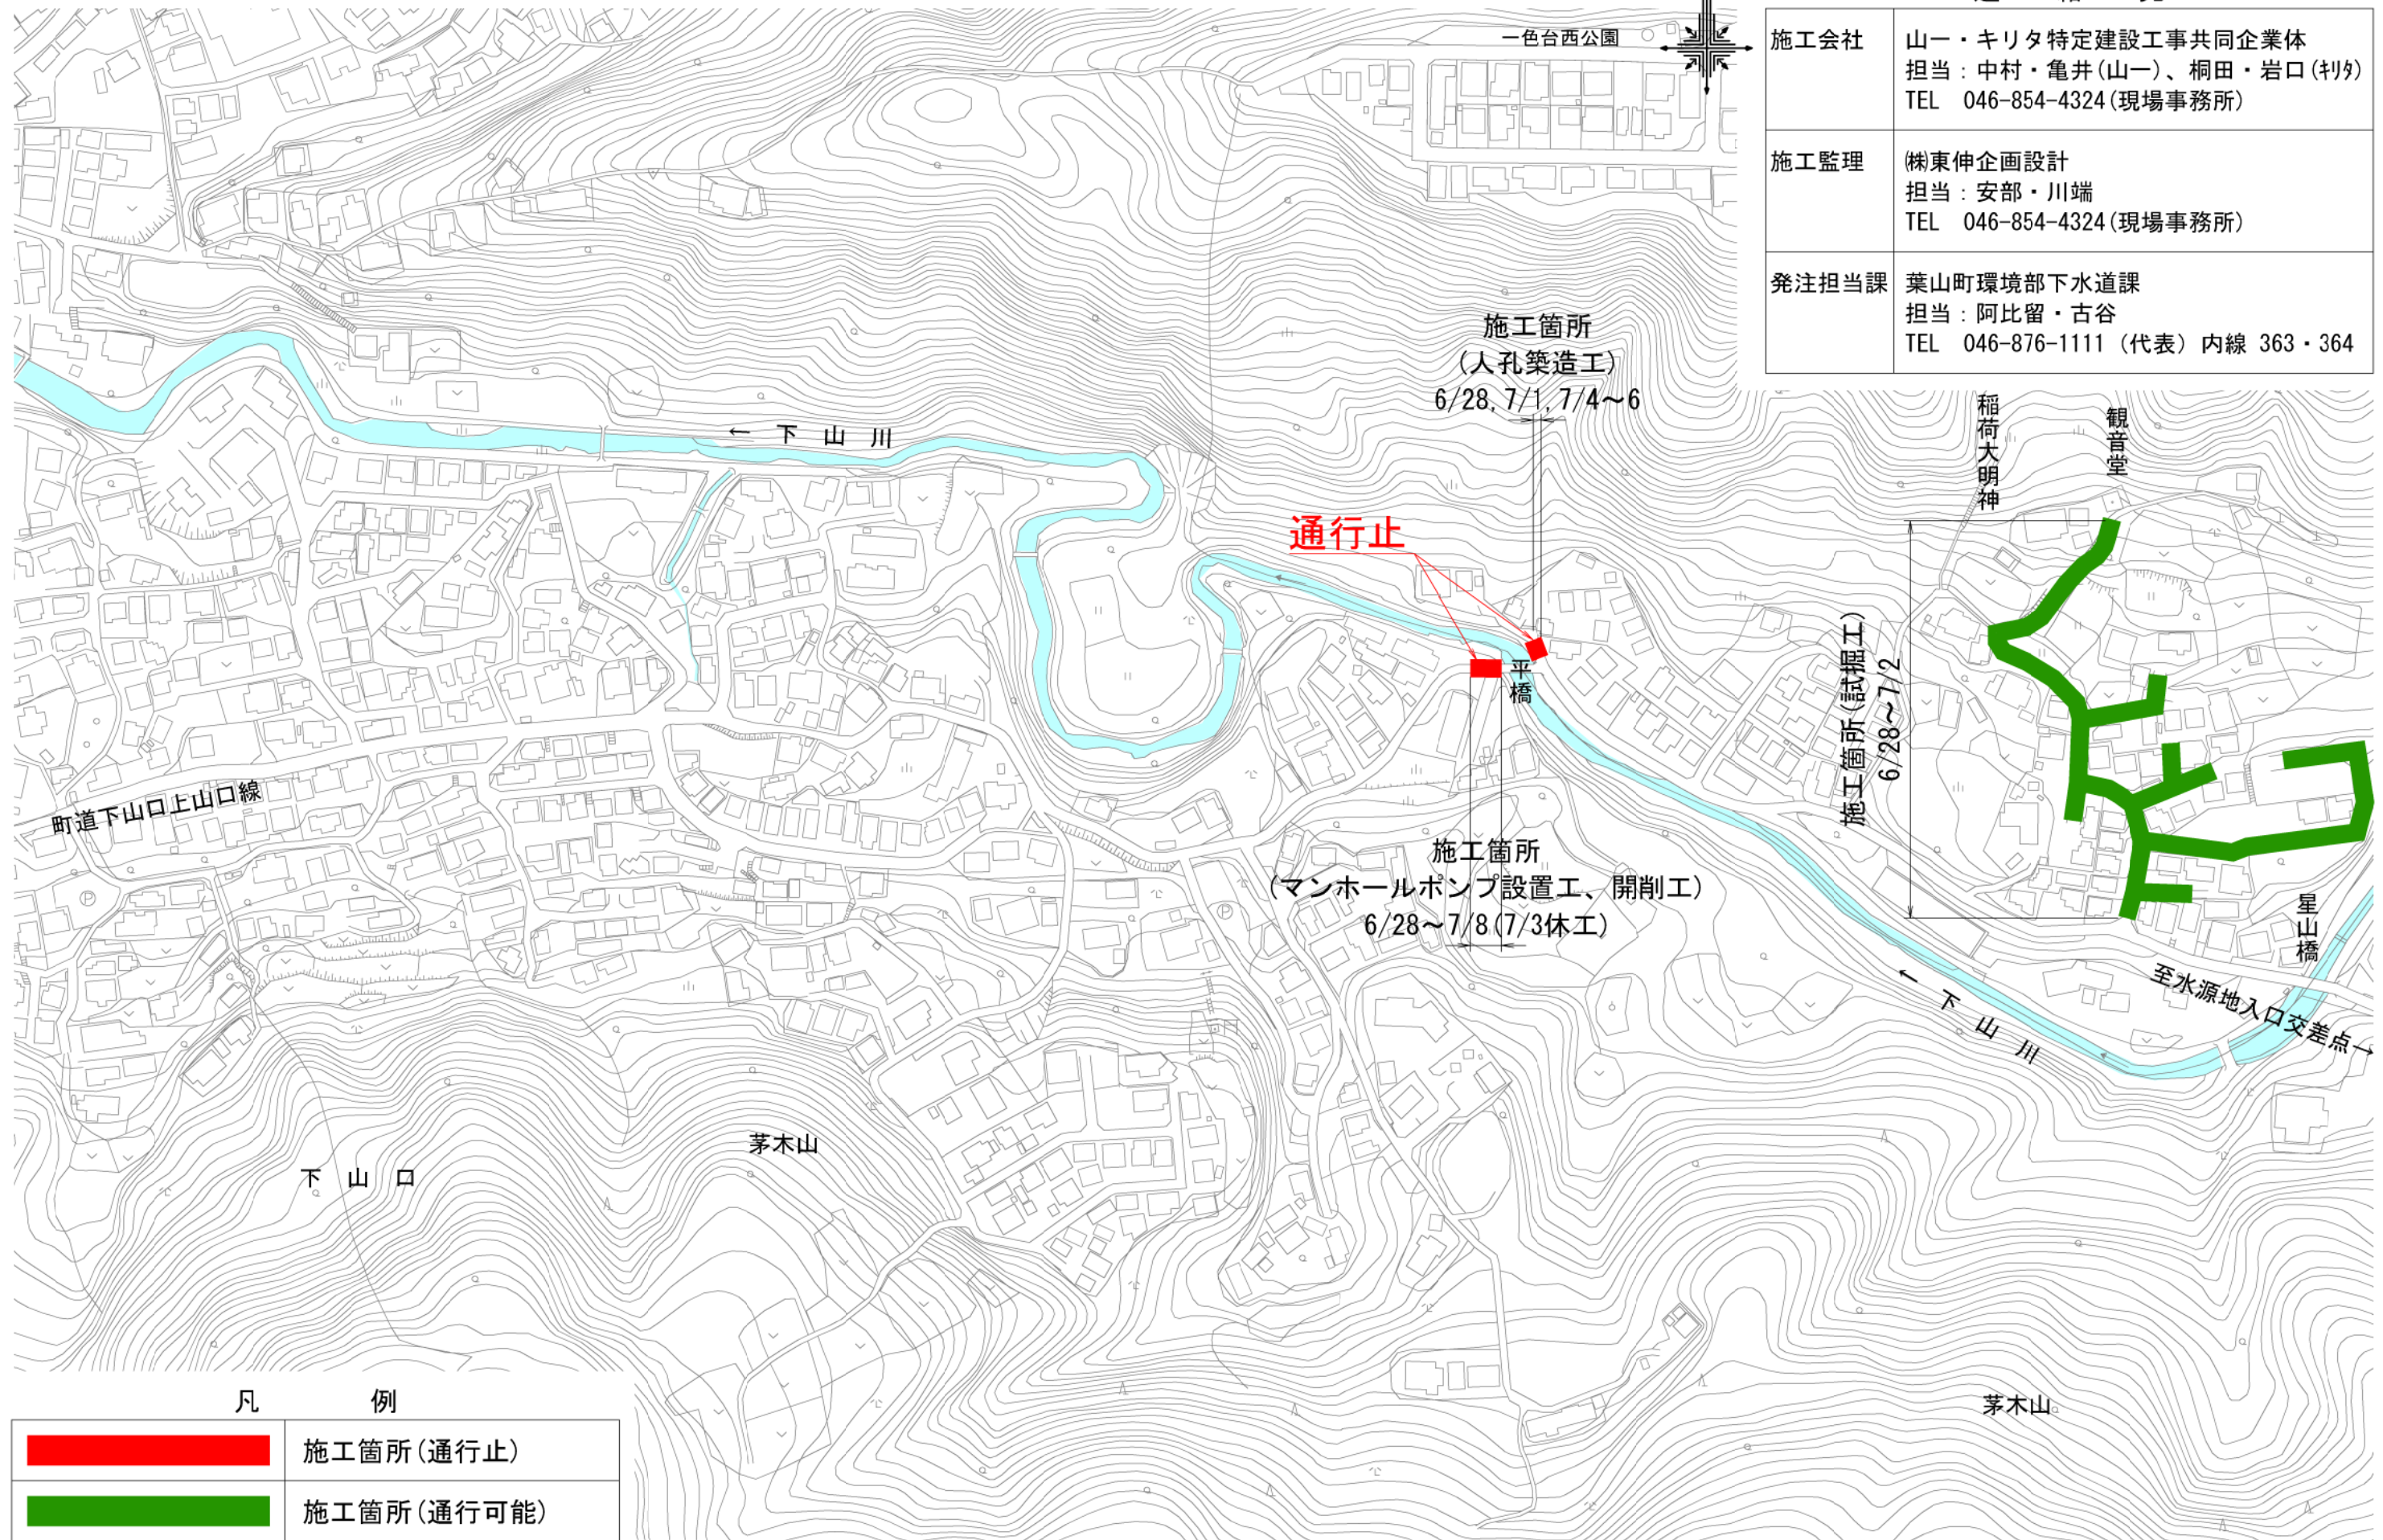 一色台西公園
施工会社
山一・キリタ特定建設工事共同企業体
担当：中村・亀井(山一)、桐田・岩口(ｷﾘﾀ)
TEL　046-854-4324(現場事務所)
施工監理
㈱東伸企画設計
担当：安部・川端
TEL　046-854-4324(現場事務所)
発注担当課
葉山町環境部下水道課
担当：阿比留・古谷
TEL　046-876-1111（代表）内線 363・364
施工箇所
(人孔築造工)
6/28, 7/1, 7/4～6
稲荷大明神
観音堂
← 下 山 川
通行止
平橋
施工箇所(試掘工)
6/28～7/2
町道下山口上山口線
施工箇所
(マンホールポンプ設置工、開削工)
6/28～7/8(7/3休工)
星山橋
至水源地入口交差点→
← 下 山 川
茅木山
下 山 口
茅木山
凡　例
施工箇所(通行止)
施工箇所(通行可能)